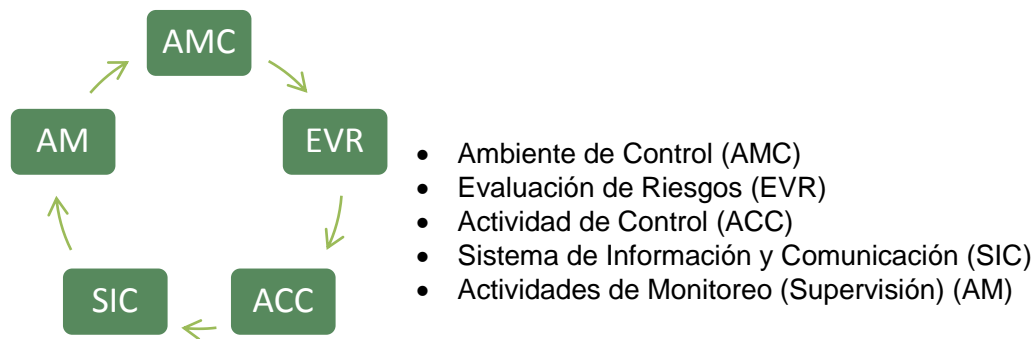 AMC
AM
EVR
SIC
ACC
• Ambiente de Control (AMC)
• Evaluación de Riesgos (EVR)
• Actividad de Control (ACC)
• Sistema de Información y Comunicación (SIC)
• Actividades de Monitoreo (Supervisión) (AM)